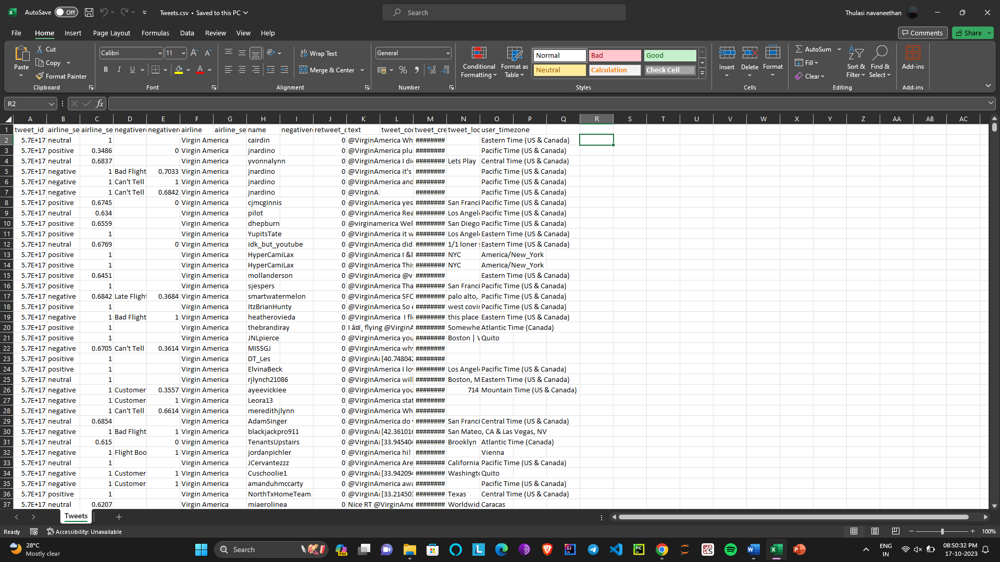 AutoSave Off Tweets.csv • Saved to this PC Search Thulasi navaneethan
File Home Insert Page Layout Formulas Data Review View Help Comments Share
Paste Cut Copy Format Painter Clipboard
Calibri 11 B I U Font
Wrap Text Merge & Center Alignment
General % Number
Conditional Formatting Format as Table Normal Bad Good Neutral Calculation Check Cell Styles
Insert Delete Format Cells
AutoSum Fill Clear Sort & Filter Find & Select Editing
Add-ins Add-ins
R2 fx
A B C D E F G H I J K L M N O P Q R S T U V W X Y Z AA AB AC
1 tweet_id airline_se airline_se negativere negativere airline airline_se name negativere retweet_c text tweet_coo tweet_cre tweet_loc user_timezone
2 5.7E+17 neutral 1 Virgin America cairdin 0 @VirginAmerica Wh ######## Eastern Time (US & Canada)
3 5.7E+17 positive 0.3486 0 Virgin America jnardino 0 @VirginAmerica plu ######## Pacific Time (US & Canada)
4 5.7E+17 neutral 0.6837 Virgin America yvonnalynn 0 @VirginAmerica I di ######## Lets Play Central Time (US & Canada)
5 5.7E+17 negative 1 Bad Flight 0.7033 Virgin America jnardino 0 @VirginAmerica it's ######## Pacific Time (US & Canada)
6 5.7E+17 negative 1 Can't Tell 1 Virgin America jnardino 0 @VirginAmerica and ######## Pacific Time (US & Canada)
7 5.7E+17 negative 1 Can't Tell 0.6842 Virgin America jnardino 0 @VirginA ######## Pacific Time (US & Canada)
8 5.7E+17 positive 0.6745 0 Virgin America cjmcginnis 0 @VirginAmerica yes ######## San Franci Pacific Time (US & Canada)
9 5.7E+17 neutral 0.634 Virgin America pilot 0 @VirginAmerica Rea ######## Los Angele Pacific Time (US & Canada)
10 5.7E+17 positive 0.6559 Virgin America dhepburn 0 @virginamerica Wel ######## San Diego Pacific Time (US & Canada)
11 5.7E+17 positive 1 Virgin America YupitsTate 0 @VirginAmerica it w ######## Los Angele Eastern Time (US & Canada)
12 5.7E+17 neutral 0.6769 0 Virgin America idk_but_youtube 0 @VirginAmerica did ######## 1/1 loner s Eastern Time (US & Canada)
13 5.7E+17 positive 1 Virgin America HyperCamiLax 0 @VirginAmerica I &l ######## NYC America/New_York
14 5.7E+17 positive 1 Virgin America HyperCamiLax 0 @VirginAmerica This ######## NYC America/New_York
15 5.7E+17 positive 0.6451 Virgin America mollanderson 0 @VirginAmerica @v ######## Eastern Time (US & Canada)
16 5.7E+17 positive 1 Virgin America sjespers 0 @VirginAmerica Tha ######## San Franci Pacific Time (US & Canada)
17 5.7E+17 negative 0.6842 Late Flight 0.3684 Virgin America smartwatermelon 0 @VirginAmerica SFO ######## palo alto, Pacific Time (US & Canada)
18 5.7E+17 positive 1 Virgin America ItzBrianHunty 0 @VirginAmerica So e ######## west covin Pacific Time (US & Canada)
19 5.7E+17 negative 1 Bad Flight 1 Virgin America heatherovieda 0 @VirginAmerica I fle ######## this place Eastern Time (US & Canada)
20 5.7E+17 positive 1 Virgin America thebrandiray 0 I â¤ï¸ flying @VirginA ######## Somewhe Atlantic Time (Canada)
21 5.7E+17 positive 1 Virgin America JNLpierce 0 @VirginAmerica you ######## Boston | W Quito
22 5.7E+17 negative 0.6705 Can't Tell 0.3614 Virgin America MISSGJ 0 @VirginAmerica why ########
23 5.7E+17 positive 1 Virgin America DT_Les 0 @VirginA [40.748042 ########
24 5.7E+17 positive 1 Virgin America ElvinaBeck 0 @VirginAmerica I lov ######## Los Angele Pacific Time (US & Canada)
25 5.7E+17 neutral 1 Virgin America rjlynch21086 0 @VirginAmerica will ######## Boston, M Eastern Time (US & Canada)
26 5.7E+17 negative 1 Customer 0.3557 Virgin America ayeevickiee 0 @VirginAmerica you ######## 714 Mountain Time (US & Canada)
27 5.7E+17 negative 1 Customer 1 Virgin America Leora13 0 @VirginAmerica stat ########
28 5.7E+17 negative 1 Can't Tell 0.6614 Virgin America meredithjlynn 0 @VirginAmerica Wh ########
29 5.7E+17 neutral 0.6854 Virgin America AdamSinger 0 @VirginAmerica do y ######## San Franci Central Time (US & Canada)
30 5.7E+17 negative 1 Bad Flight 1 Virgin America blackjackpro911 0 @VirginA [42.361016 ######## San Mateo, CA & Las Vegas, NV
31 5.7E+17 neutral 0.615 0 Virgin America TenantsUpstairs 0 @VirginA [33.945404 ######## Brooklyn Atlantic Time (Canada)
32 5.7E+17 negative 1 Flight Boo 1 Virgin America jordanpichler 0 @VirginAmerica hi! ######## Vienna
33 5.7E+17 neutral 1 Virgin America JCervantezzz 0 @VirginAmerica Are ######## California, Pacific Time (US & Canada)
34 5.7E+17 negative 1 Customer 1 Virgin America Cuschoolie1 0 @VirginA [33.942094 ######## Washingto Quito
35 5.7E+17 negative 1 Customer 1 Virgin America amanduhmccarty 0 @VirginAmerica awa ######## Pacific Time (US & Canada)
36 5.7E+17 positive 1 Virgin America NorthTxHomeTeam 0 @VirginA [33.214503 ######## Texas Central Time (US & Canada)
37 5.7E+17 neutral 0.6207 Virgin America miaerolinea 0 Nice RT @VirginAme ######## Worldwid Caracas
Tweets
Ready Accessibility: Unavailable 100%
28°C Mostly clear Search ENG IN 08:50:32 PM 17-10-2023